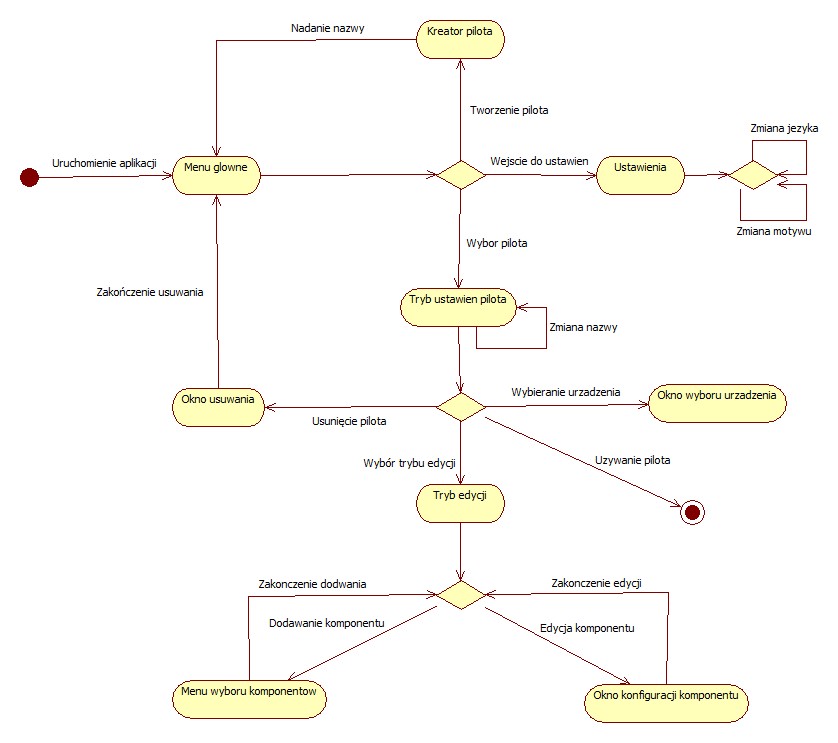 Nadanie nazwy
Kreator pilota
Tworzenie pilota
Zmiana jezyka
Uruchomienie aplikacji
Menu glowne
Wejscie do ustawien
Ustawienia
Zmiana motywu
Wybor pilota
Zakończenie usuwania
Tryb ustawien pilota
Zmiana nazwy
Okno usuwania
Usunięcie pilota
Wybieranie urzadzenia
Okno wyboru urzadzenia
Wybór trybu edycji
Uzywanie pilota
Tryb edycji
Zakonczenie dodwania
Zakonczenie edycji
Dodawanie komponentu
Edycja komponentu
Menu wyboru komponentow
Okno konfiguracji komponentu